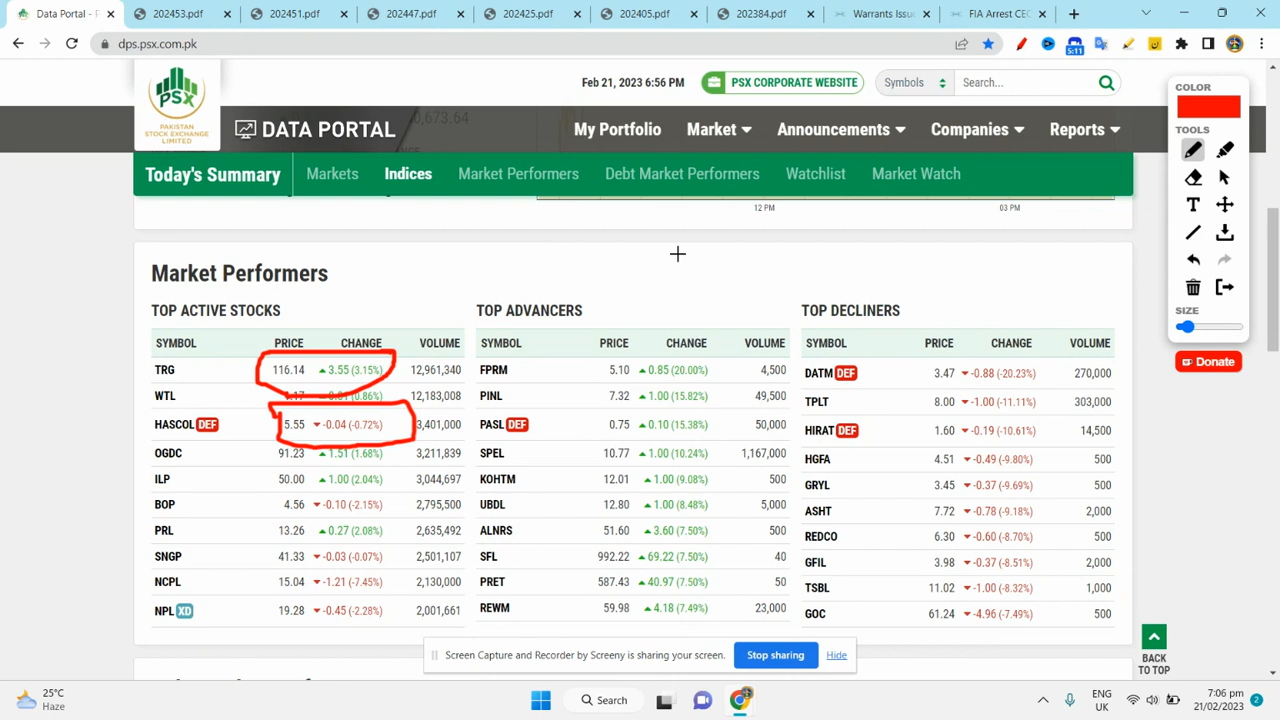 Data Portal -
202453.pdf
202451.pdf
202447.pdf
202425.pdf
202405.pdf
202384.pdf
Warrants Issue
FIA Arrest CEO
dps.psx.com.pk
5:11
PSX
PAKISTAN
STOCK EXCHANGE
LIMITED
Feb 21, 2023 6:56 PM
PSX CORPORATE WEBSITE
Symbols
Search...
DATA PORTAL
My Portfolio
Market
Announcements
Companies
Reports
Today's Summary
Markets
Indices
Market Performers
Debt Market Performers
Watchlist
Market Watch
12 PM
03 PM
Market Performers
TOP ACTIVE STOCKS
SYMBOL PRICE CHANGE VOLUME
TRG 116.14 3.55 (3.15%) 12,961,340
WTL (0.86%) 12,183,008
HASCOL DEF 5.55 -0.04 (-0.72%) 3,401,000
OGDC 91.23 1.51 (1.68%) 3,211,839
ILP 50.00 1.00 (2.04%) 3,044,697
BOP 4.56 -0.10 (-2.15%) 2,795,500
PRL 13.26 0.27 (2.08%) 2,635,492
SNGP 41.33 -0.03 (-0.07%) 2,501,107
NCPL 15.04 -1.21 (-7.45%) 2,130,000
NPL XD 19.28 -0.45 (-2.28%) 2,001,661
TOP ADVANCERS
SYMBOL PRICE CHANGE VOLUME
FPRM 5.10 0.85 (20.00%) 4,500
PINL 7.32 1.00 (15.82%) 49,500
PASL DEF 0.75 0.10 (15.38%) 50,000
SPEL 10.77 1.00 (10.24%) 1,167,000
KOHTM 12.01 1.00 (9.08%) 500
UBDL 12.80 1.00 (8.48%) 5,000
ALNRS 51.60 3.60 (7.50%) 500
SFL 992.22 69.22 (7.50%) 40
PRET 587.43 40.97 (7.50%) 50
REWM 59.98 4.18 (7.49%) 23,000
TOP DECLINERS
SYMBOL PRICE CHANGE VOLUME
DATM DEF 3.47 -0.88 (-20.23%) 270,000
TPLT 8.00 -1.00 (-11.11%) 303,000
HIRAT DEF 1.60 -0.19 (-10.61%) 14,500
HGFA 4.51 -0.49 (-9.80%) 500
GRYL 3.45 -0.37 (-9.69%) 500
ASHT 7.72 -0.78 (-9.18%) 2,000
REDCO 6.30 -0.60 (-8.70%) 500
GFIL 3.98 -0.37 (-8.51%) 2,000
TSBL 11.02 -1.00 (-8.32%) 1,000
GOC 61.24 -4.96 (-7.49%) 500
COLOR
TOOLS
T
SIZE
Donate
BACK
TO TOP
Screen Capture and Recorder by Screeny is sharing your screen.
Stop sharing
Hide
25°C
Haze
Search
ENG
UK
7:06 pm
21/02/2023
2